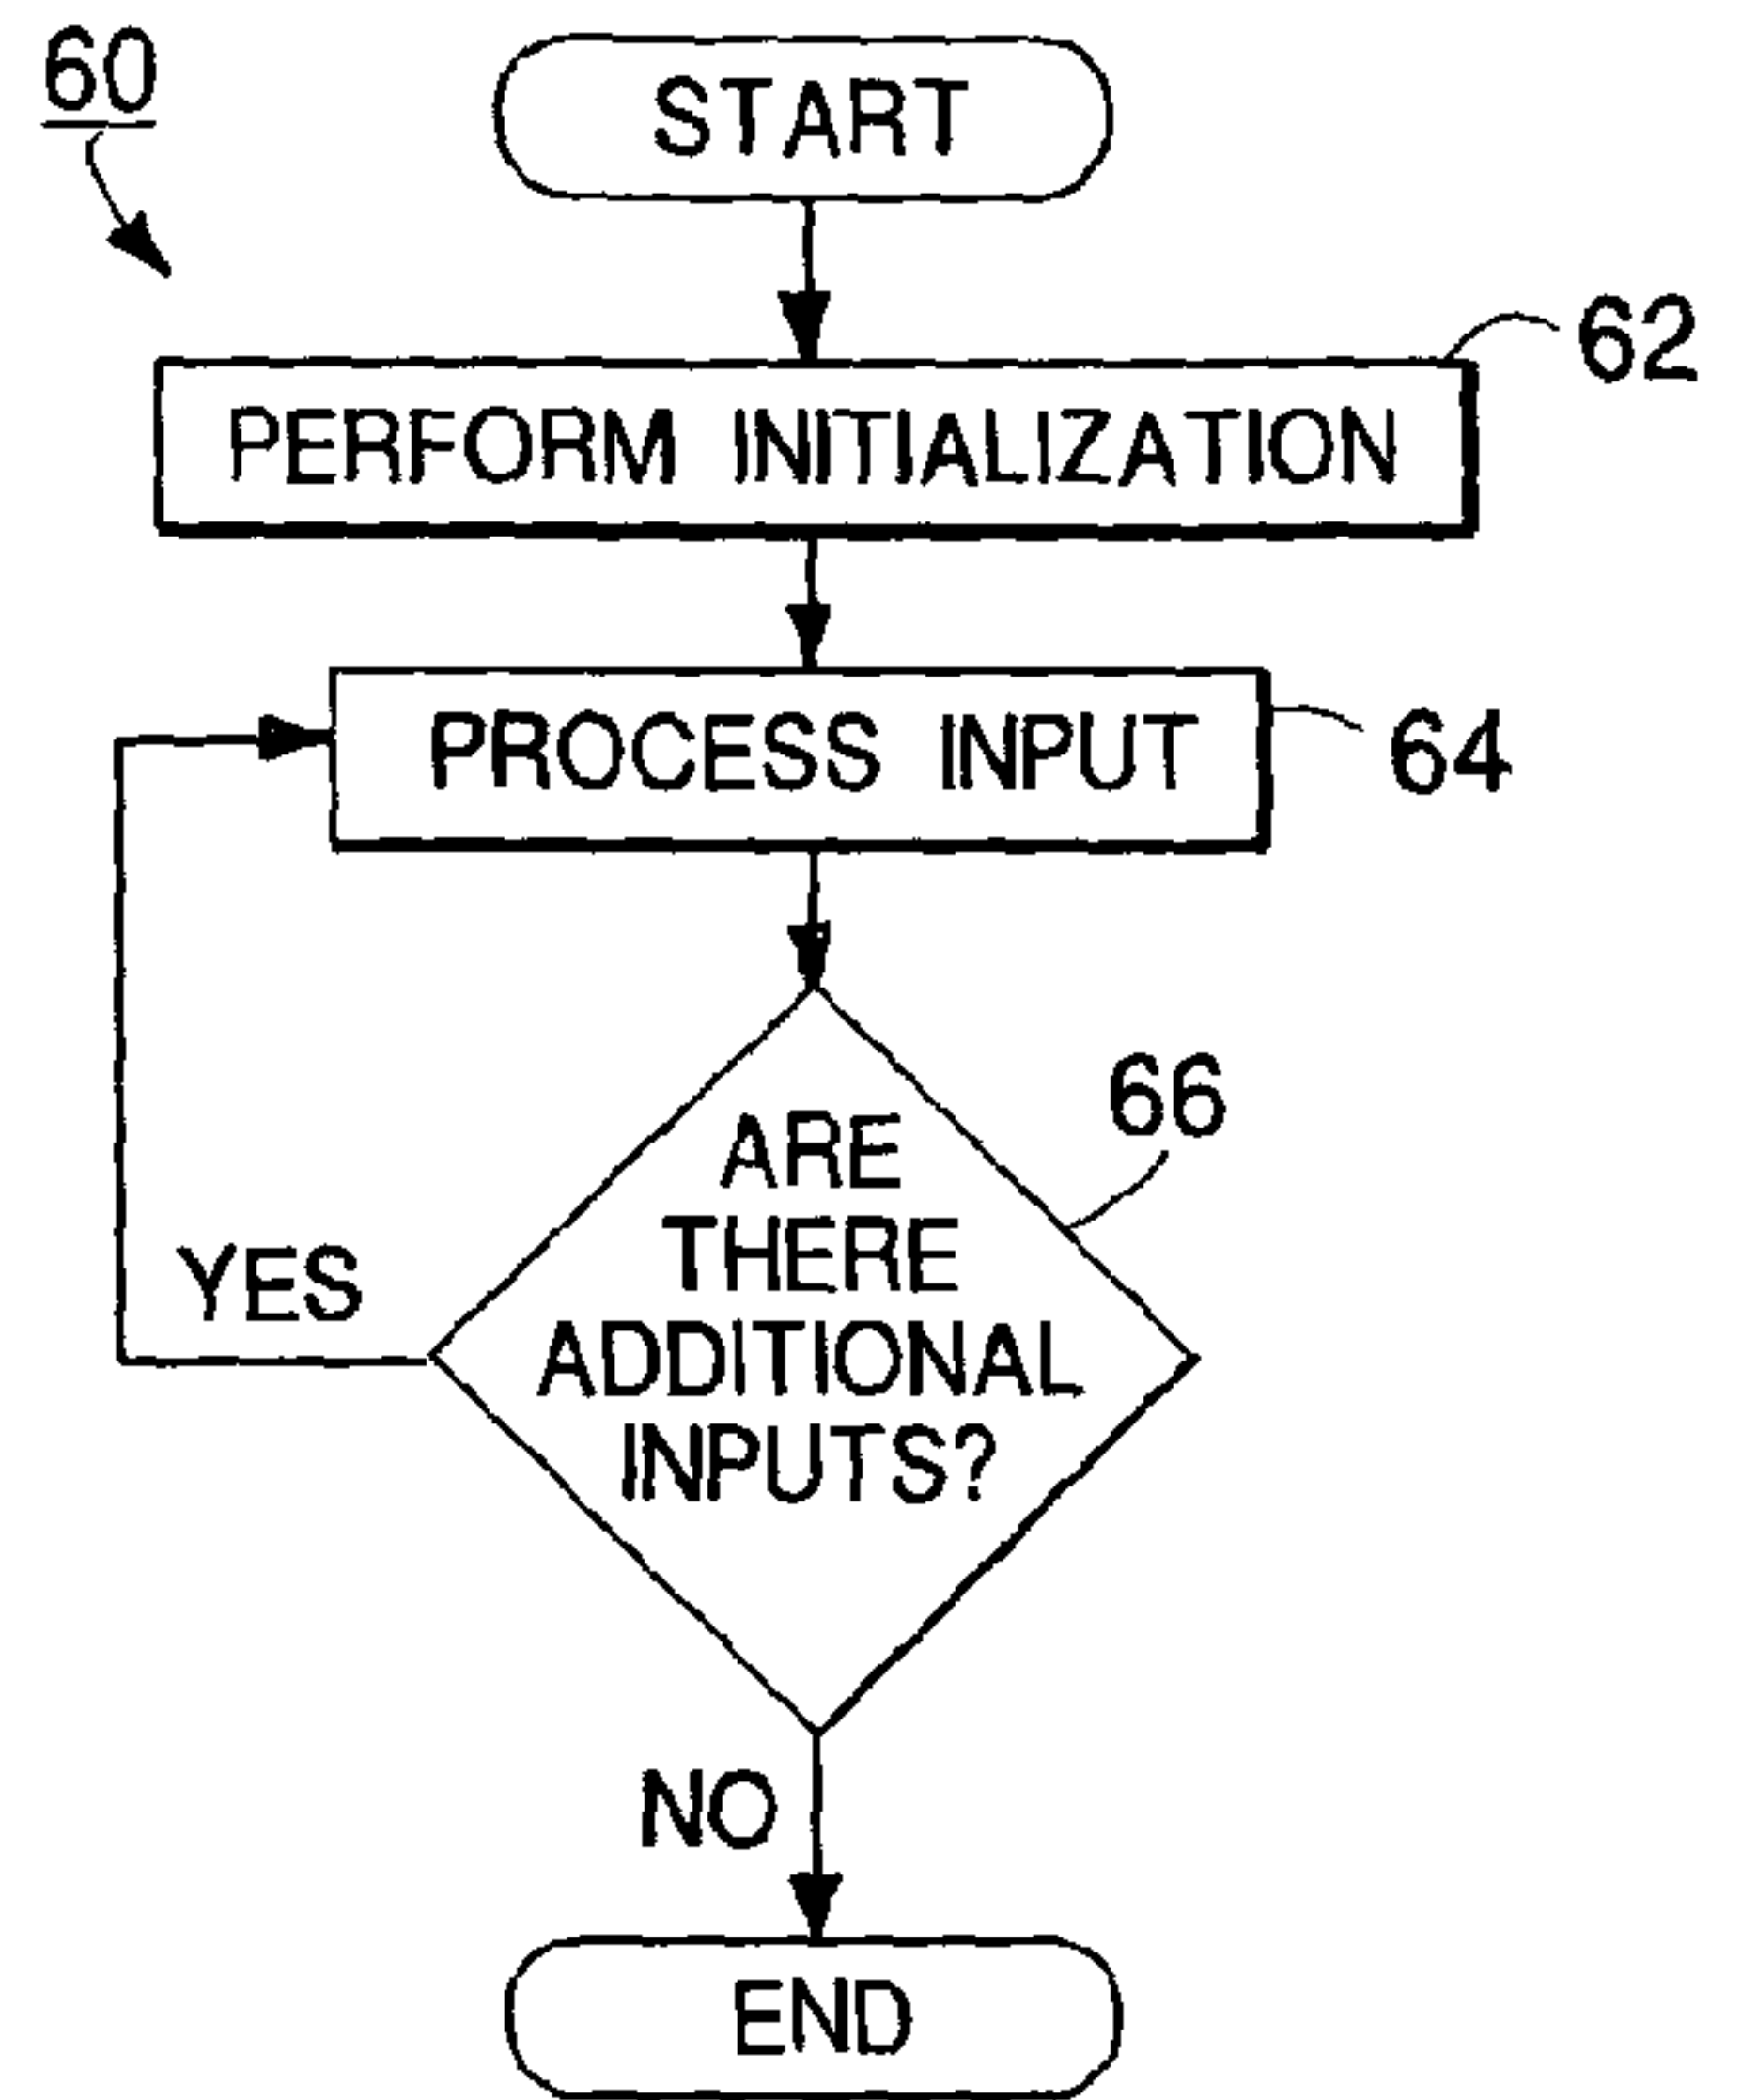 60
START
62
PERFORM INITIALIZATION
PROCESS INPUT
64
66
ARE
THERE
ADDITIONAL
INPUTS?
YES
NO
END